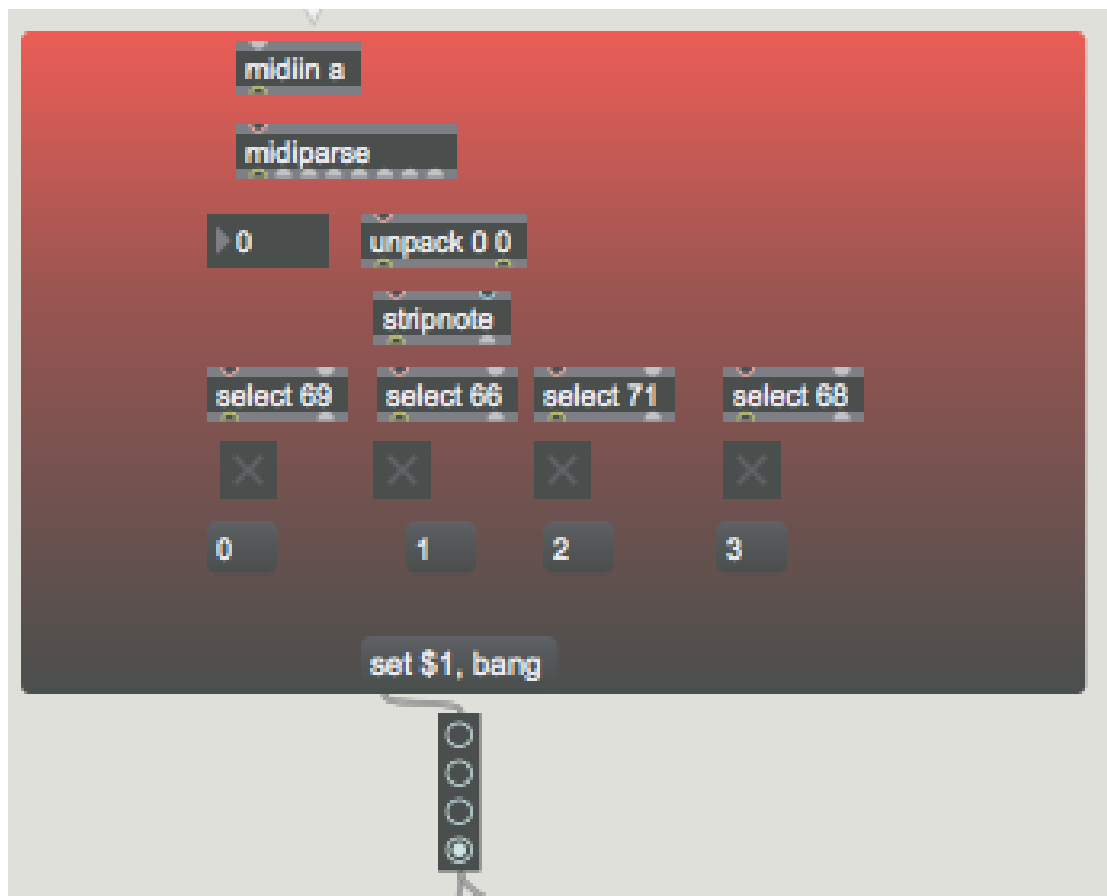 midiin a
midiparse
0
unpack 0 0
stripnote
select 69
select 66
select 71
select 68
0
1
2
3
set $1, bang